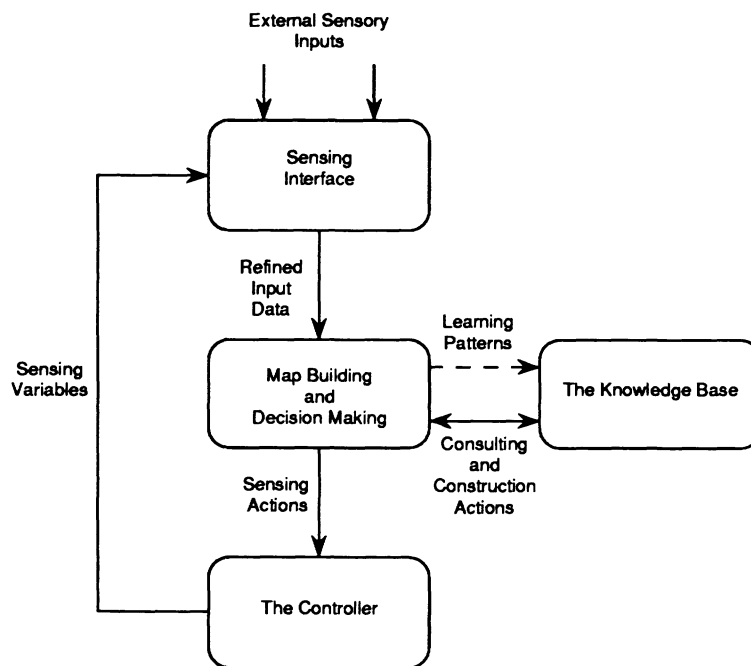 External Sensory
Inputs
Sensing
Interface
Refined
Input
Data
Learning
Patterns
Sensing
Variables
Map Building
and
Decision Making
The Knowledge Base
Consulting
and
Construction
Actions
Sensing
Actions
The Controller